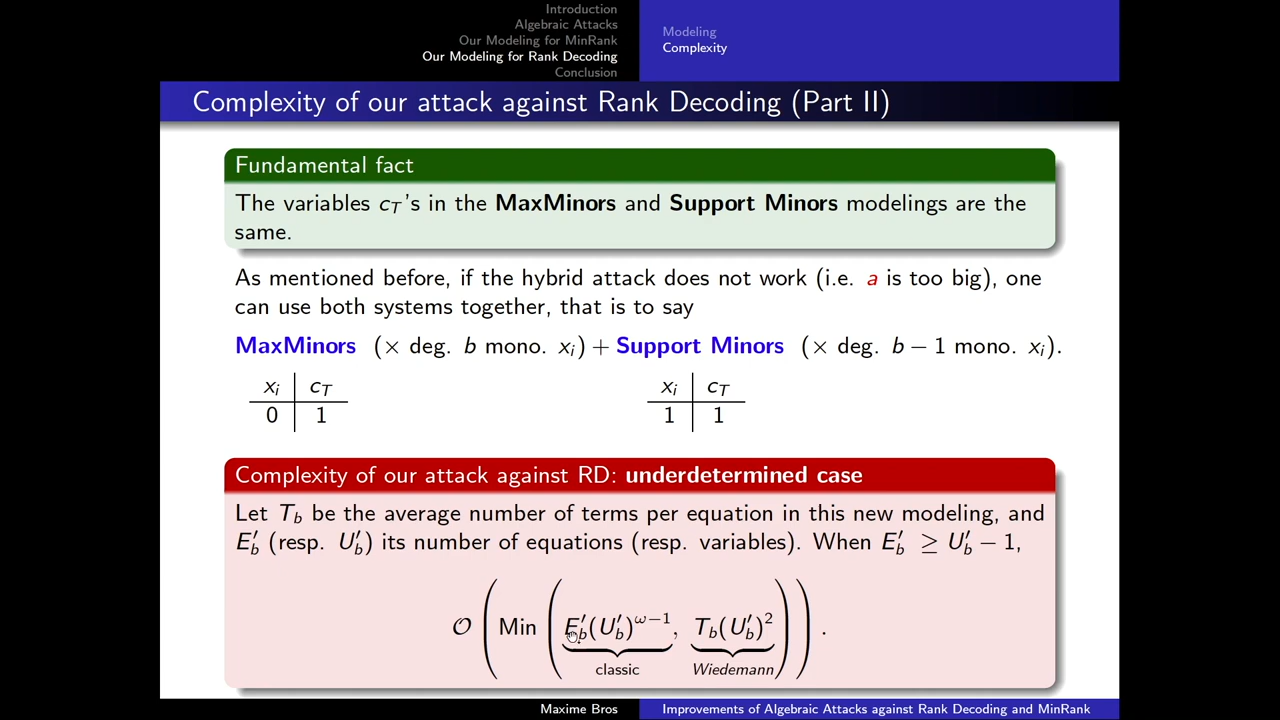 Introduction
Algebraic Attacks
Our Modeling for MinRank
Our Modeling for Rank Decoding
Conclusion
Modeling
Complexity
Complexity of our attack against Rank Decoding (Part II)
Fundamental fact
The variables c_T's in the MaxMinors and Support Minors modelings are the
same.
As mentioned before, if the hybrid attack does not work (i.e. a is too big), one
can use both systems together, that is to say
MaxMinors (× deg. b mono. x_i) + Support Minors (× deg. b − 1 mono. x_i).
x_i | c_T
0 | 1
x_i | c_T
1 | 1
Complexity of our attack against RD: underdetermined case
Let T_b be the average number of terms per equation in this new modeling, and
E′_b (resp. U′_b) its number of equations (resp. variables). When E′_b ≥ U′_b − 1,
O ( Min ( E′_b(U′_b)^{ω−1}, T_b(U′_b)^2 ) ) .
classic
Wiedemann
Maxime Bros
Improvements of Algebraic Attacks against Rank Decoding and MinRank